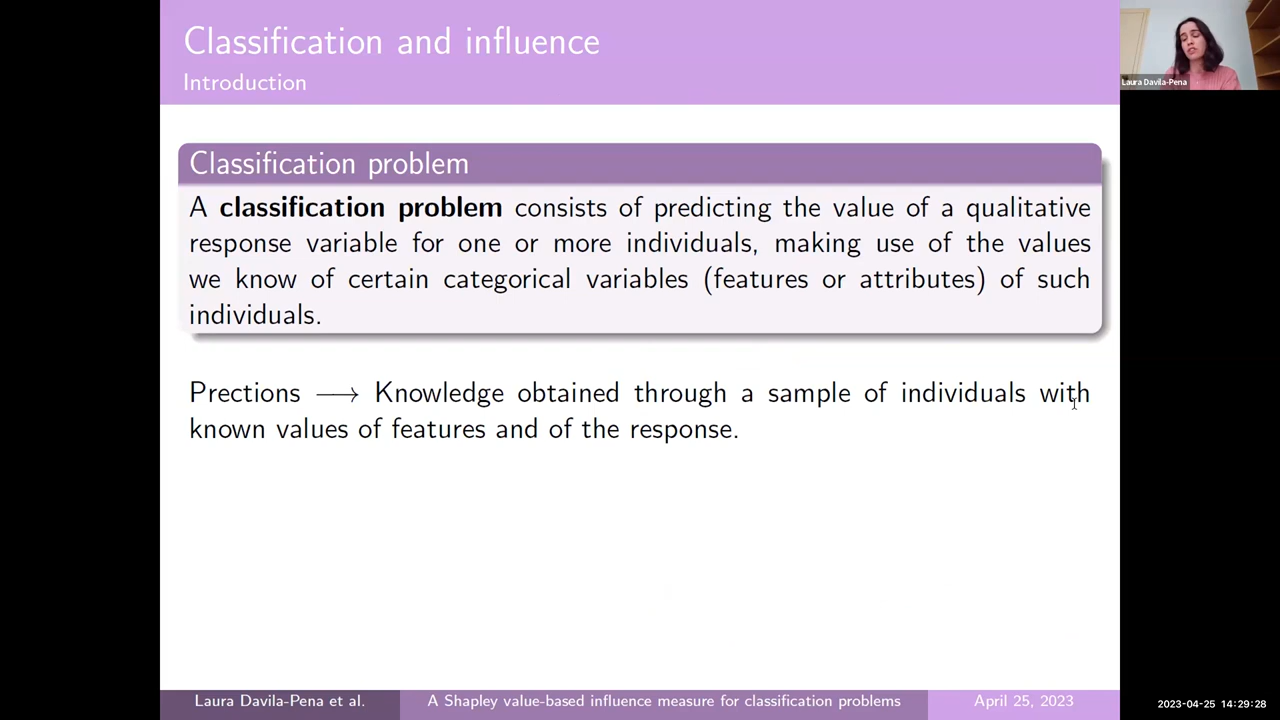 Classification and influence
Introduction
Laura Davila-Pena
Classification problem
A classification problem consists of predicting the value of a qualitative
response variable for one or more individuals, making use of the values
we know of certain categorical variables (features or attributes) of such
individuals.
Prections ⟶ Knowledge obtained through a sample of individuals with
known values of features and of the response.
Laura Davila-Pena et al.
A Shapley value-based influence measure for classification problems
April 25, 2023
2023-04-25 14:29:28